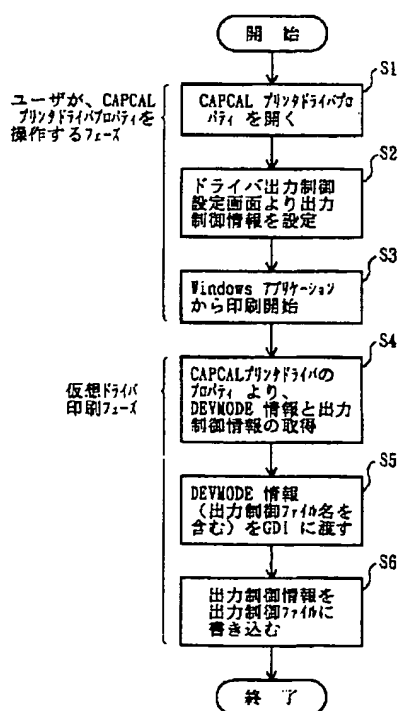 開 始
S1
ユーザが、CAPCAL
プリンタドライバプロパティを
操作するフェーズ
CAPCAL プリンタドライバプロ
パティ を開く
S2
ドライバ出力制御
設定画面より出力
制御情報を設定
S3
Windows アプリケーション
から印刷開始
S4
仮想ドライバ
印刷フェーズ
CAPCALプリンタドライバの
プロパティ より、
DEVMODE 情報と出力
制御情報の取得
S5
DEVMODE 情報
(出力制御ファイル名を
含む)をGDI に渡す
S6
出力制御情報を
出力制御ファイルに
書き込む
終 了